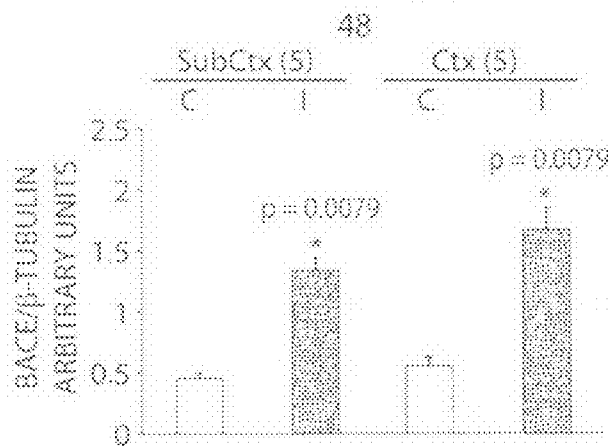 48
SubCtx (5) Ctx (5)
C I C I
BACE/β-TUBULIN
ARBITRARY UNITS
2.5
2
1.5
1
0.5
0
p = 0.0079
*
p = 0.0079
*